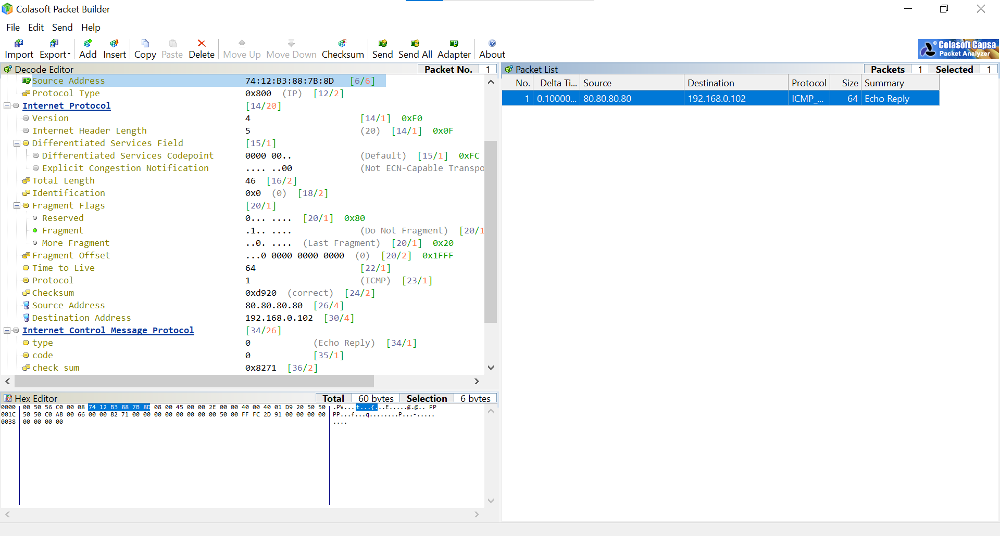 Colasoft Packet Builder
File Edit Send Help
Import Export Add Insert Copy Paste Delete Move Up Move Down Checksum Send Send All Adapter About
® Colasoft Capsa
Packet Analyzer
Decode Editor Packet No. 1
Source Address 74:12:B3:88:7B:8D [6/6]
Protocol Type 0x800 (IP) [12/2]
Internet Protocol [14/20]
Version 4 [14/1] 0xF0
Internet Header Length 5 (20) [14/1] 0x0F
Differentiated Services Field [15/1]
Differentiated Services Codepoint 0000 00.. (Default) [15/1] 0xFC
Explicit Congestion Notification .... ..00 (Not ECN-Capable Transpo
Total Length 46 [16/2]
Identification 0x0 (0) [18/2]
Fragment Flags [20/1]
Reserved 0... .... [20/1] 0x80
Fragment .1.. .... (Do Not Fragment) [20/1
More Fragment ..0. .... (Last Fragment) [20/1] 0x20
Fragment Offset ...0 0000 0000 0000 (0) [20/2] 0x1FFF
Time to Live 64 [22/1]
Protocol 1 (ICMP) [23/1]
Checksum 0xd920 (correct) [24/2]
Source Address 80.80.80.80 [26/4]
Destination Address 192.168.0.102 [30/4]
Internet Control Message Protocol [34/26]
type 0 (Echo Reply) [34/1]
code 0 [35/1]
check sum 0x8271 [36/2]
Hex Editor Total 60 bytes Selection 6 bytes
0000 00 50 56 C0 00 08 74 12 B3 88 7B 8D 08 00 45 00 00 2E 00 00 40 00 40 01 D9 20 50 50 .PV...t...{...E.....@.@.. PP
001C 50 50 C0 A8 00 66 00 00 82 71 00 00 00 00 00 00 00 00 50 00 FF FC 2D 91 00 00 00 00 PP...f...q........P...-.....
0038 00 00 00 00 ....
Packet List Packets 1 Selected 1
No. Delta Ti... Source Destination Protocol Size Summary
1 0.10000... 80.80.80.80 192.168.0.102 ICMP_... 64 Echo Reply